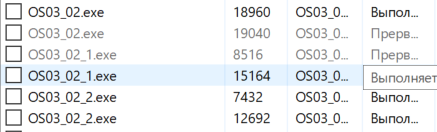 OS03_02.exe 18960 OS03_0... Выпол...
OS03_02.exe 19040 OS03_0... Прерв...
OS03_02_1.exe 8516 OS03_0... Прерв...
OS03_02_1.exe 15164 OS03_0 Выполняет
OS03_02_2.exe 7432 OS03_0... Выпол...
OS03_02_2.exe 12692 OS03_0... Выпол...